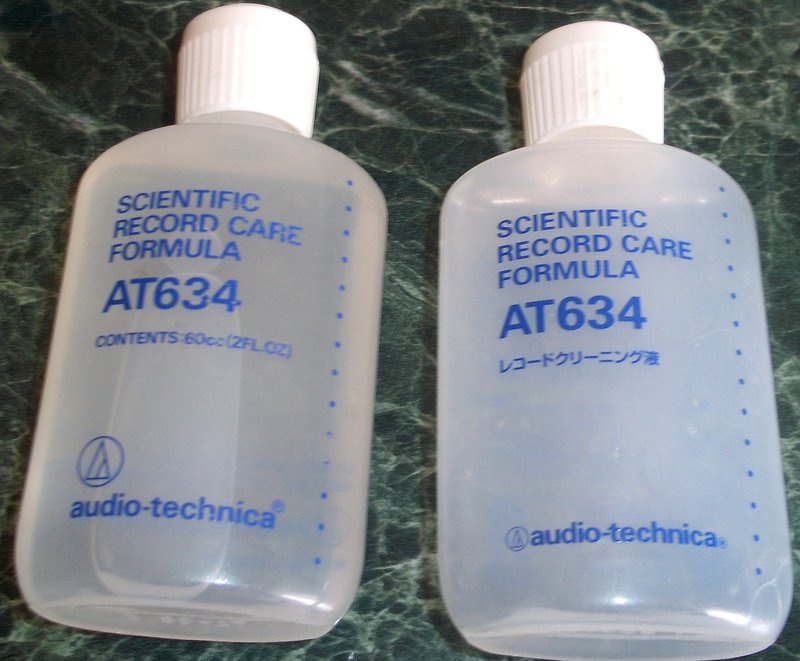 SCIENTIFIC
RECORD CARE
FORMULA
AT634
CONTENTS:60cc(2FL.OZ)
audio-technica®
SCIENTIFIC
RECORD CARE
FORMULA
AT634
レコードクリーニング液
audio-technica®